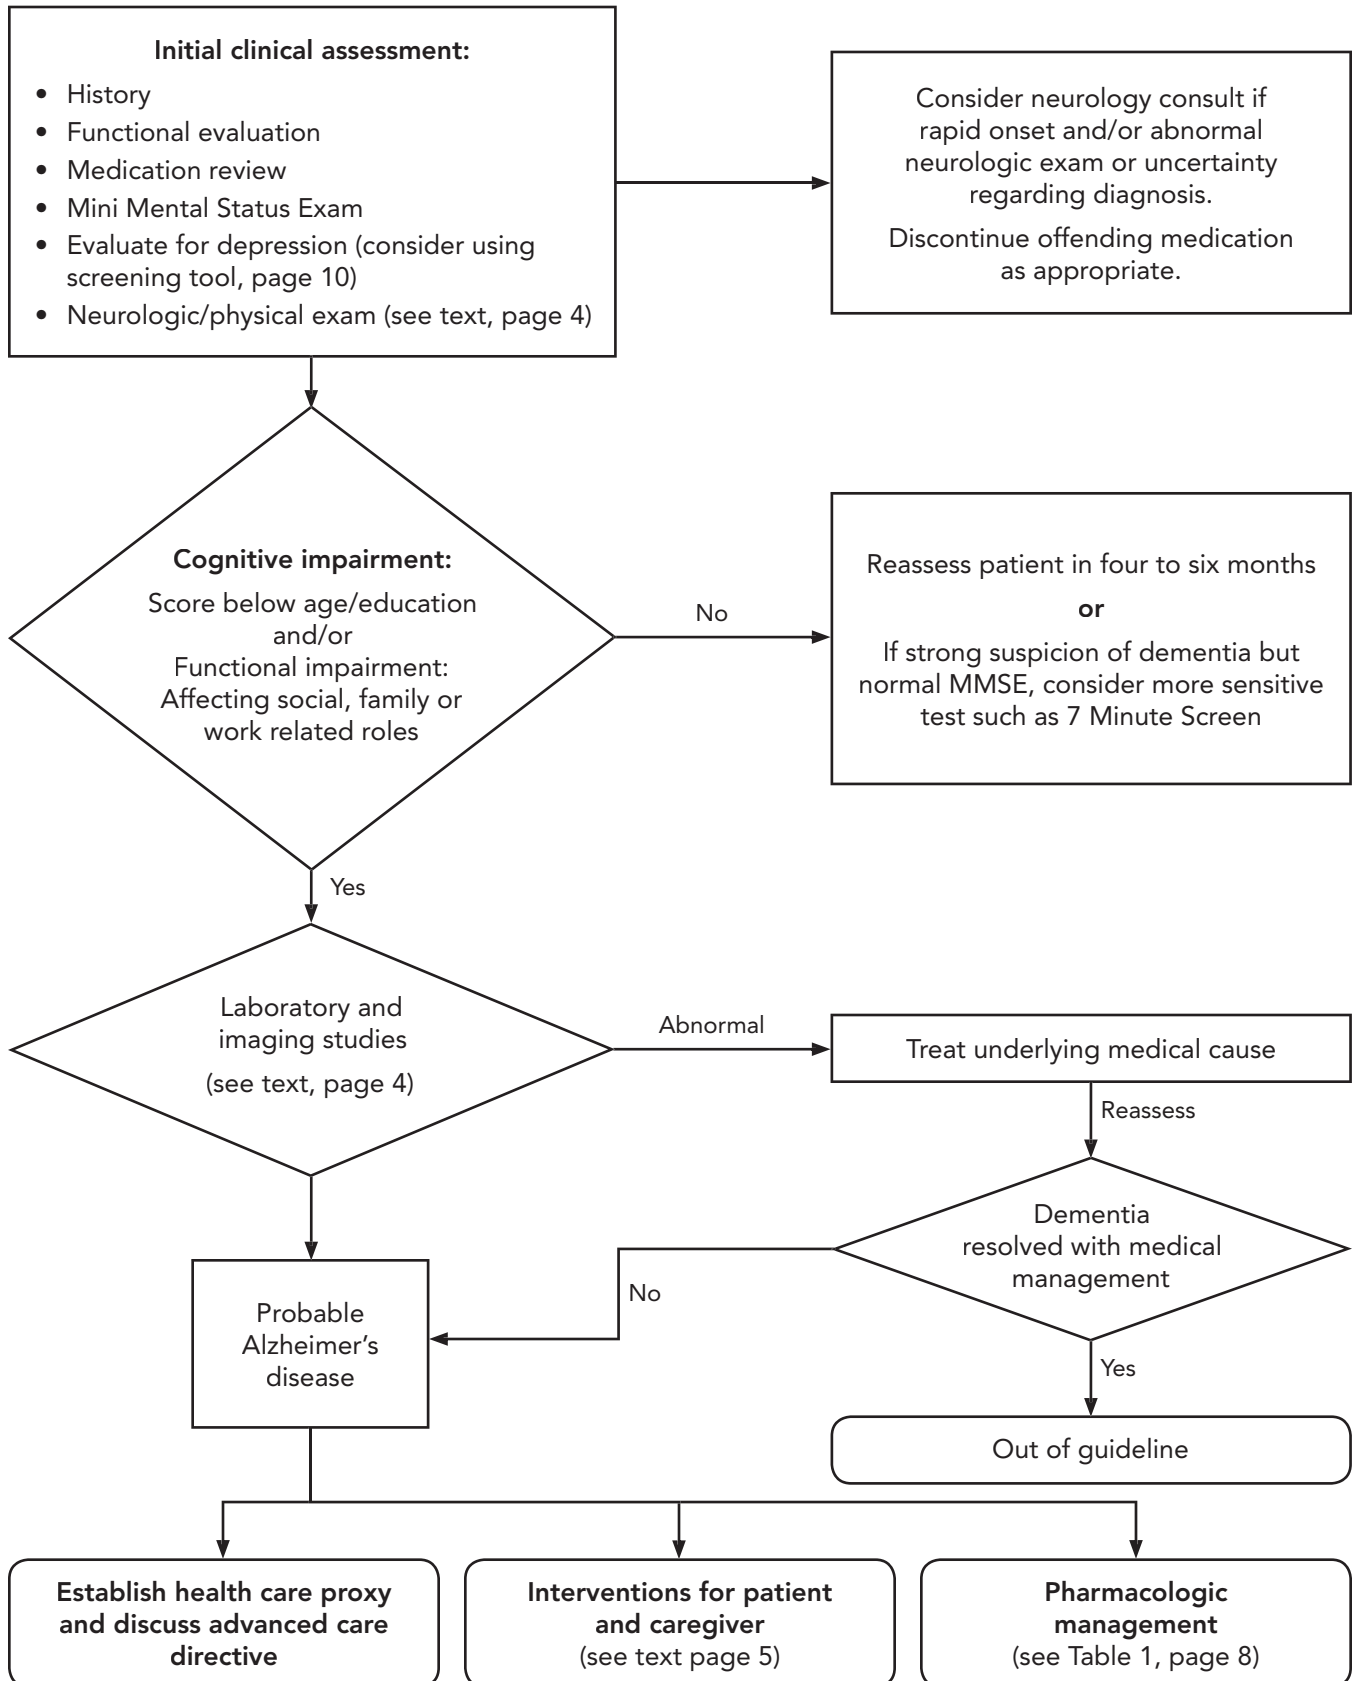 Initial clinical assessment:
• History
• Functional evaluation
• Medication review
• Mini Mental Status Exam
• Evaluate for depression (consider using
screening tool, page 10)
• Neurologic/physical exam (see text, page 4)
Consider neurology consult if
rapid onset and/or abnormal
neurologic exam or uncertainty
regarding diagnosis.
Discontinue offending medication
as appropriate.
Cognitive impairment:
Score below age/education
and/or
Functional impairment:
Affecting social, family or
work related roles
No
Reassess patient in four to six months
or
If strong suspicion of dementia but
normal MMSE, consider more sensitive
test such as 7 Minute Screen
Yes
Laboratory and
imaging studies
(see text, page 4)
Abnormal
Treat underlying medical cause
Reassess
Dementia
resolved with medical
management
No
Probable
Alzheimer’s
disease
Yes
Out of guideline
Establish health care proxy
and discuss advanced care
directive
Interventions for patient
and caregiver
(see text page 5)
Pharmacologic
management
(see Table 1, page 8)